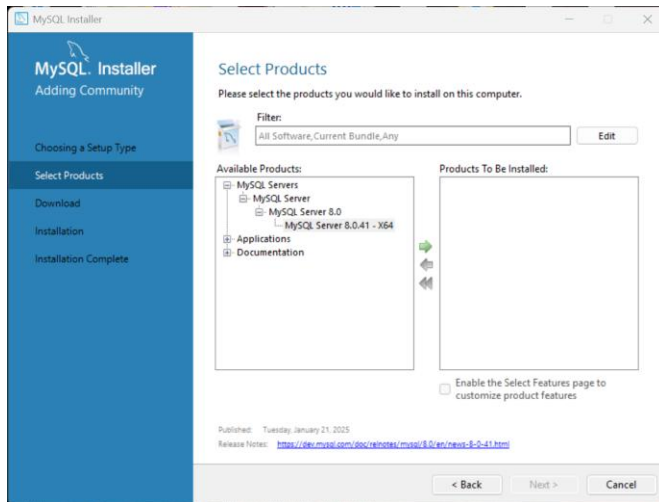 MySQL Installer
MySQL. Installer
Adding Community
Choosing a Setup Type
Select Products
Download
Installation
Installation Complete
Select Products
Please select the products you would like to install on this computer.
Filter:
All Software,Current Bundle,Any
Edit
Available Products:
MySQL Servers
MySQL Server
MySQL Server 8.0
MySQL Server 8.0.41 - X64
Applications
Documentation
Products To Be Installed:
Enable the Select Features page to
customize product features
Published: Tuesday, January 21, 2025
Release Notes: https://dev.mysql.com/doc/relnotes/mysql/8.0/en/news-8-0-41.html
< Back
Next >
Cancel